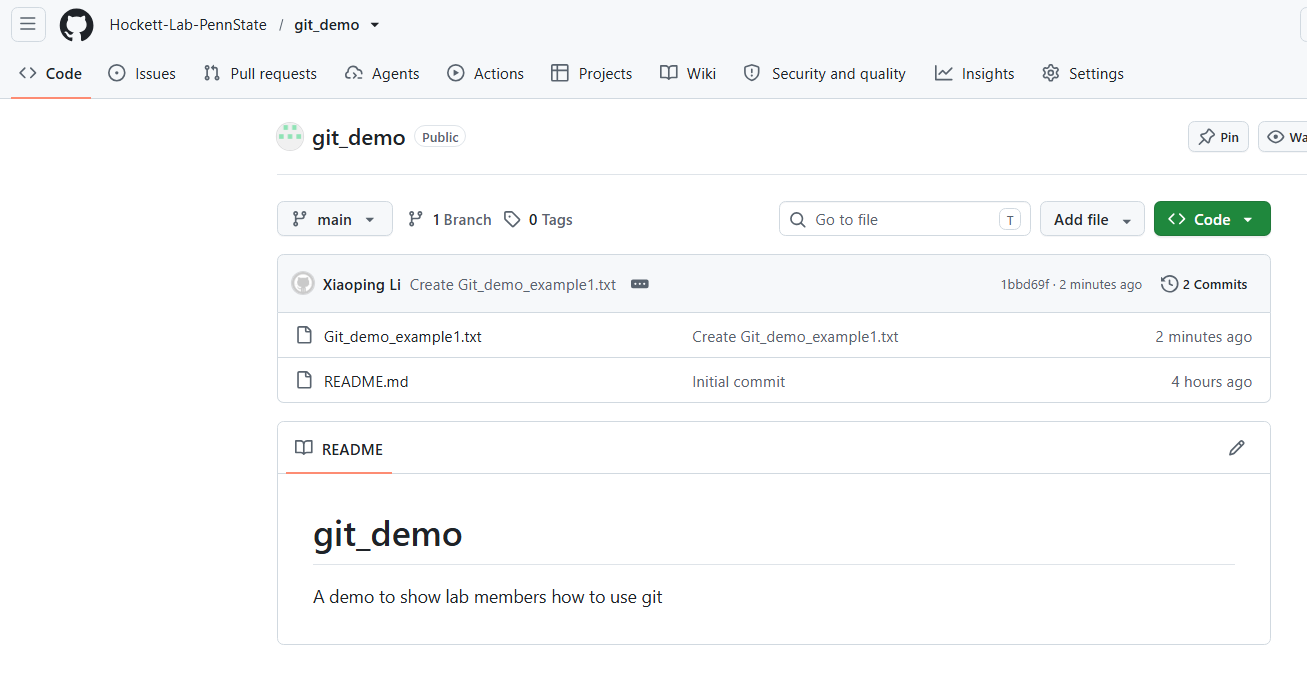 Hockett-Lab-PennState / git_demo
Code Issues Pull requests Agents Actions Projects Wiki Security and quality Insights Settings
git_demo Public Pin
main 1 Branch 0 Tags Go to file T Add file Code
Xiaoping Li Create Git_demo_example1.txt 1bbd69f · 2 minutes ago 2 Commits
Git_demo_example1.txt Create Git_demo_example1.txt 2 minutes ago
README.md Initial commit 4 hours ago
README
git_demo
A demo to show lab members how to use git